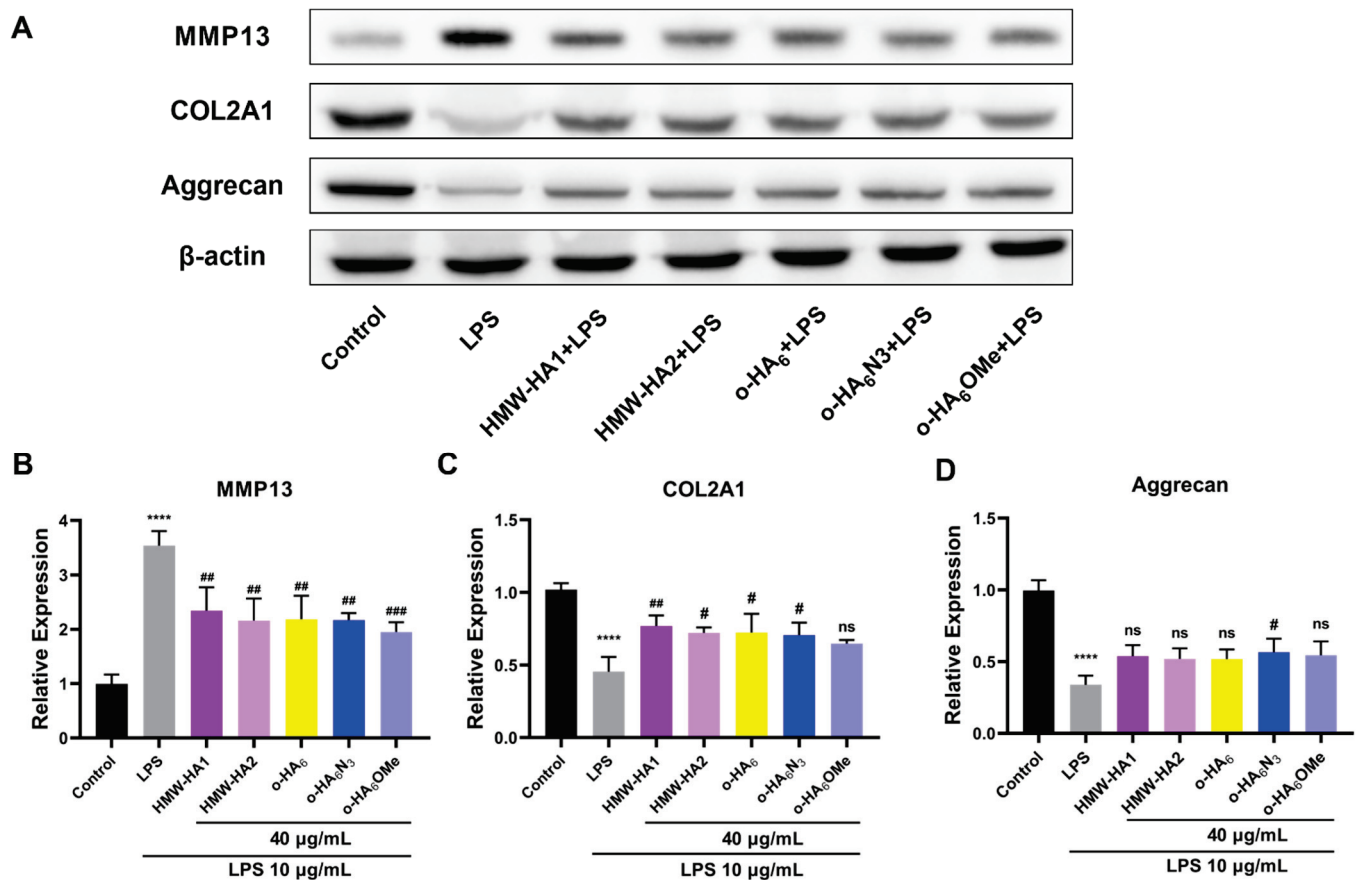 A
MMP13
COL2A1
Aggrecan
β-actin
Control
LPS
HMW-HA1+LPS
HMW-HA2+LPS
o-HA₆+LPS
o-HA₆N3+LPS
o-HA₆OMe+LPS
B
MMP13
Relative Expression
4
3
2
1
0
****
##
##
##
##
###
Control
LPS
HMW-HA1
HMW-HA2
o-HA₆
o-HA₆N₃
o-HA₆OMe
40 μg/mL
LPS 10 μg/mL
C
COL2A1
Relative Expression
1.5
1.0
0.5
0.0
****
##
#
#
#
ns
Control
LPS
HMW-HA1
HMW-HA2
o-HA₆
o-HA₆N₃
o-HA₆OMe
40 μg/mL
LPS 10 μg/mL
D
Aggrecan
Relative Expression
1.5
1.0
0.5
0.0
****
ns
ns
ns
#
ns
Control
LPS
HMW-HA1
HMW-HA2
o-HA₆
o-HA₆N₃
o-HA₆OMe
40 μg/mL
LPS 10 μg/mL